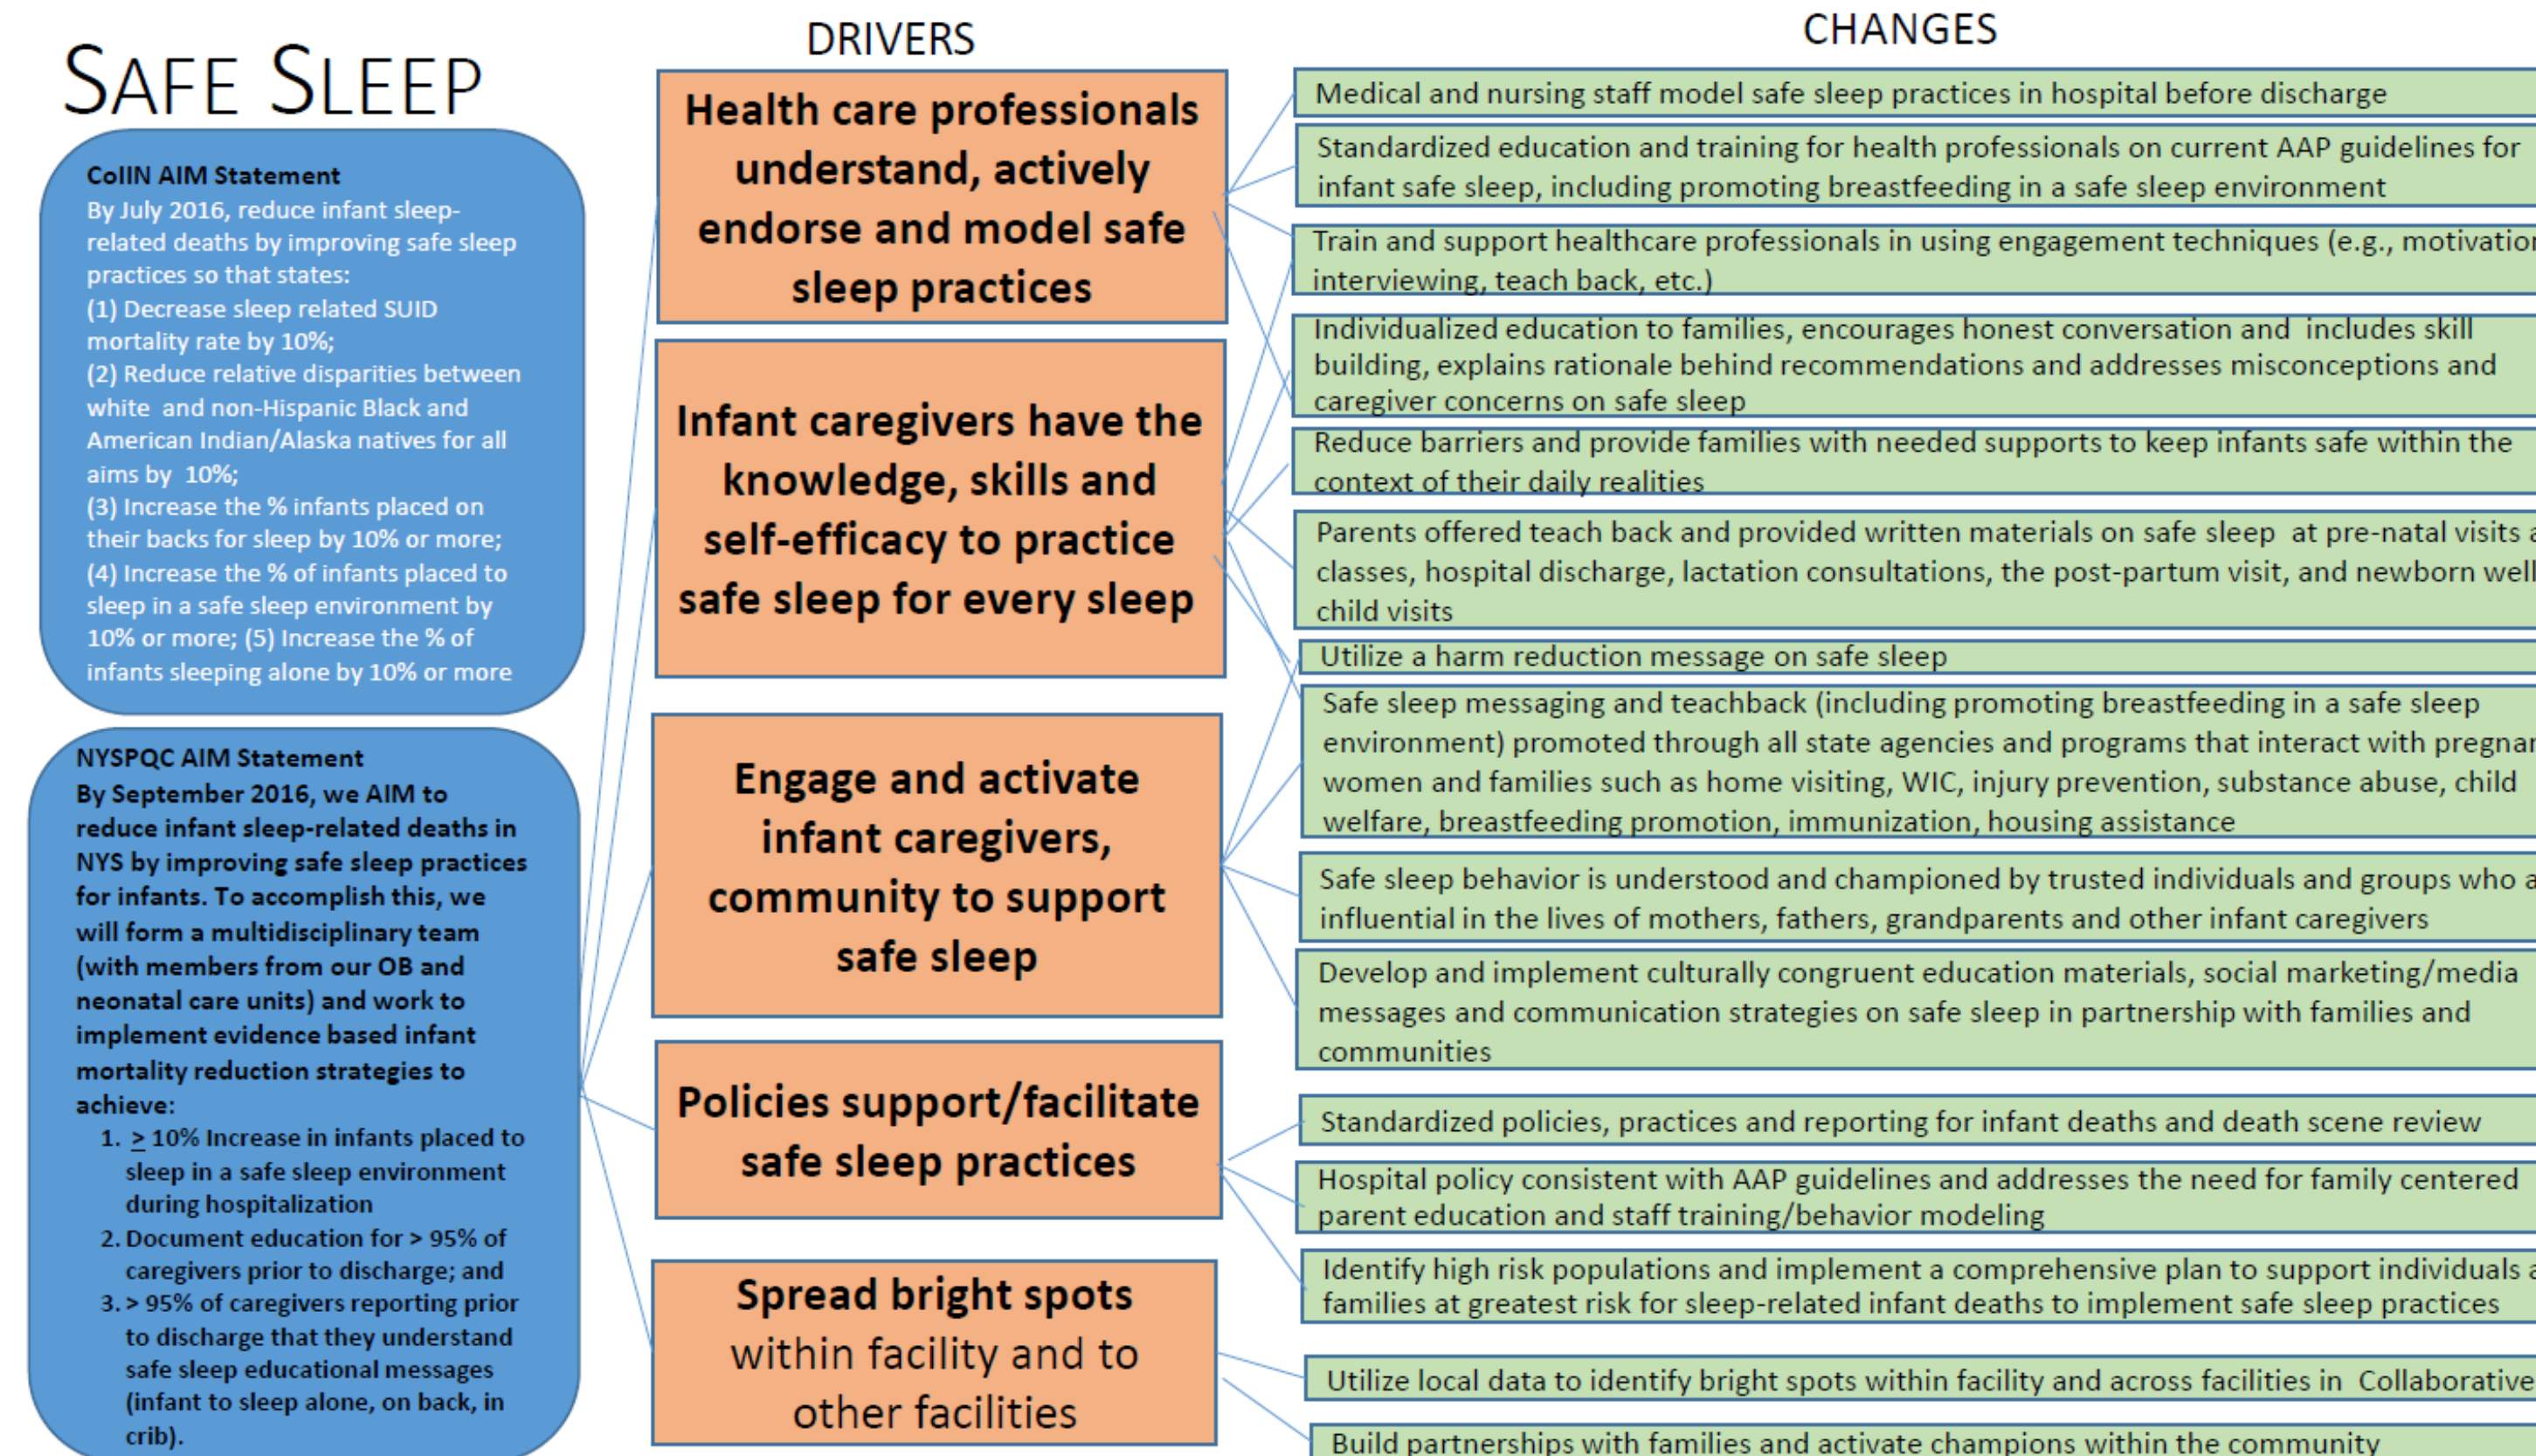 SAFE SLEEP
CoIIN AIM Statement
By July 2016, reduce infant sleep-
related deaths by improving safe sleep
practices so that states:
(1) Decrease sleep related SUID
mortality rate by 10%;
(2) Reduce relative disparities between
white  and non-Hispanic Black and
American Indian/Alaska natives for all
aims by  10%;
(3) Increase the % infants placed on
their backs for sleep by 10% or more;
(4) Increase the % of infants placed to
sleep in a safe sleep environment by
10% or more; (5) Increase the % of
infants sleeping alone by 10% or more
NYSPQC AIM Statement
By September 2016, we AIM to
reduce infant sleep-related deaths in
NYS by improving safe sleep practices
for infants. To accomplish this, we
will form a multidisciplinary team
(with members from our OB and
neonatal care units) and work to
implement evidence based infant
mortality reduction strategies to
achieve:
1. ≥ 10% Increase in infants placed to
sleep in a safe sleep environment
during hospitalization
2. Document education for > 95% of
caregivers prior to discharge; and
3. > 95% of caregivers reporting prior
to discharge that they understand
safe sleep educational messages
(infant to sleep alone, on back, in
crib).
DRIVERS
Health care professionals
understand, actively
endorse and model safe
sleep practices
Infant caregivers have the
knowledge, skills and
self-efficacy to practice
safe sleep for every sleep
Engage and activate
infant caregivers,
community to support
safe sleep
Policies support/facilitate
safe sleep practices
Spread bright spots
within facility and to
other facilities
CHANGES
Medical and nursing staff model safe sleep practices in hospital before discharge
Standardized education and training for health professionals on current AAP guidelines for
infant safe sleep, including promoting breastfeeding in a safe sleep environment
Train and support healthcare professionals in using engagement techniques (e.g.,
interviewing, teach back, etc.)
Individualized education to families, encourages honest conversation and  includes skill
building, explains rationale behind recommendations and addresses misconceptions and
caregiver concerns on safe sleep
Reduce barriers and provide families with needed supports to keep infants safe within the
context of their daily realities
Parents offered teach back and provided written materials on safe sleep  at pre-natal visits
classes, hospital discharge, lactation consultations, the post-partum visit, and newborn well
child visits
Utilize a harm reduction message on safe sleep
Safe sleep messaging and teachback (including promoting breastfeeding in a safe sleep
environment) promoted through all state agencies and programs that interact with
women and families such as home visiting, WIC, injury prevention, substance abuse, child
welfare, breastfeeding promotion, immunization, housing assistance
Safe sleep behavior is understood and championed by trusted individuals and groups who
influential in the lives of mothers, fathers, grandparents and other infant caregivers
Develop and implement culturally congruent education materials, social marketing/media
messages and communication strategies on safe sleep in partnership with families and
communities
Standardized policies, practices and reporting for infant deaths and death scene review
Hospital policy consistent with AAP guidelines and addresses the need for family centered
parent education and staff training/behavior modeling
Identify high risk populations and implement a comprehensive plan to support individuals
families at greatest risk for sleep-related infant deaths to implement safe sleep practices
Utilize local data to identify bright spots within facility and across facilities in  Collaborative
Build partnerships with families and activate champions within the community